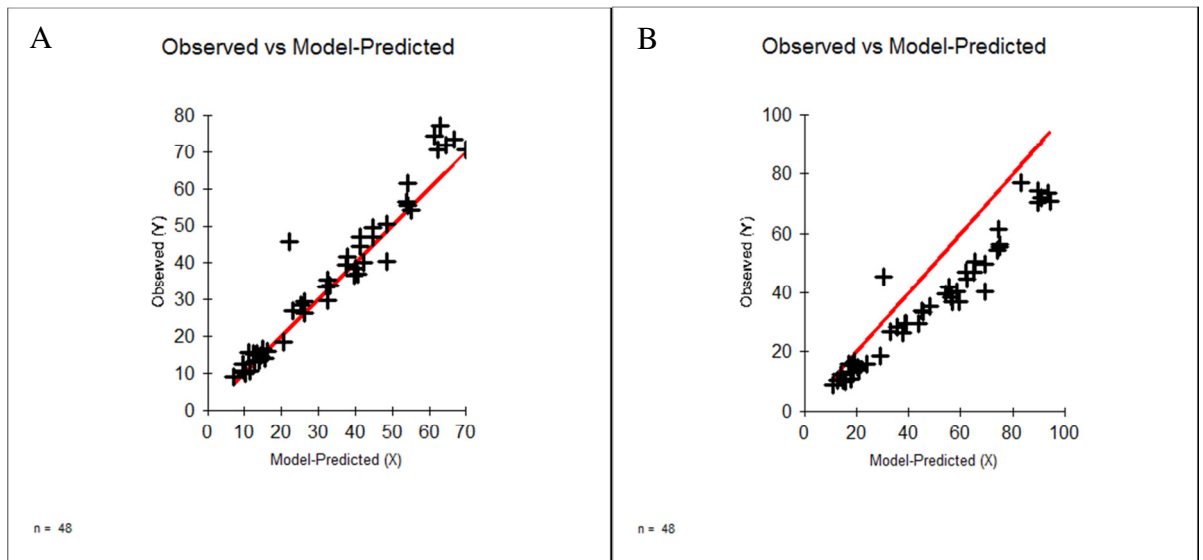 A
Observed vs Model-Predicted
80
70
60
50
40
30
20
10
0
Observed (Y)
0 10 20 30 40 50 60 70
Model-Predicted (X)
n = 48
B
Observed vs Model-Predicted
100
80
60
40
20
0
Observed (Y)
0 20 40 60 80 100
Model-Predicted (X)
n = 48